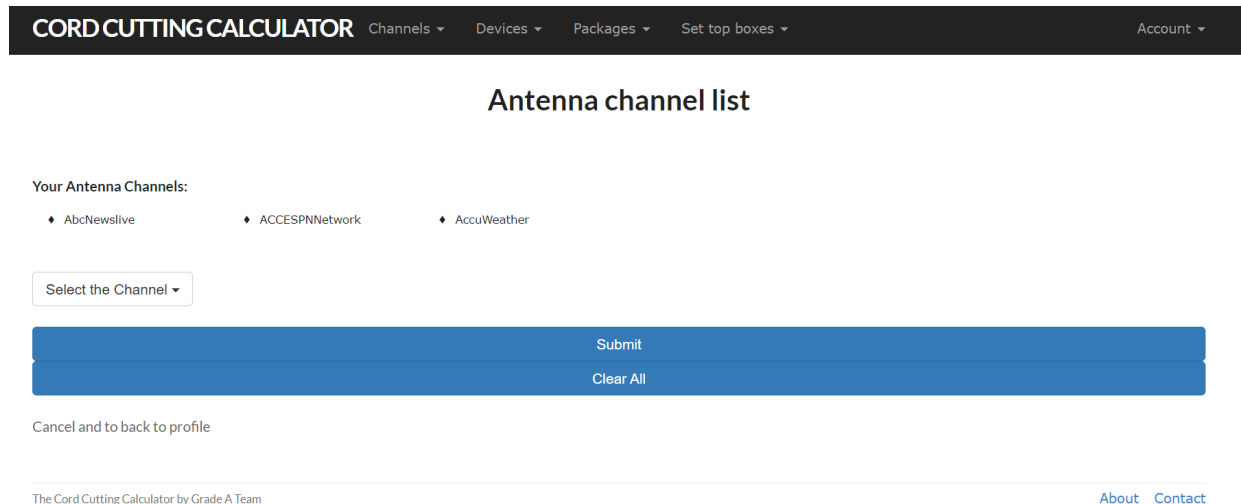 CORD CUTTING CALCULATOR Channels Devices Packages Set top boxes Account
Antenna channel list
Your Antenna Channels:
♦ AbcNewslive ♦ ACCESPNNetwork ♦ AccuWeather
Select the Channel
Submit
Clear All
Cancel and to back to profile
The Cord Cutting Calculator by Grade A Team About Contact